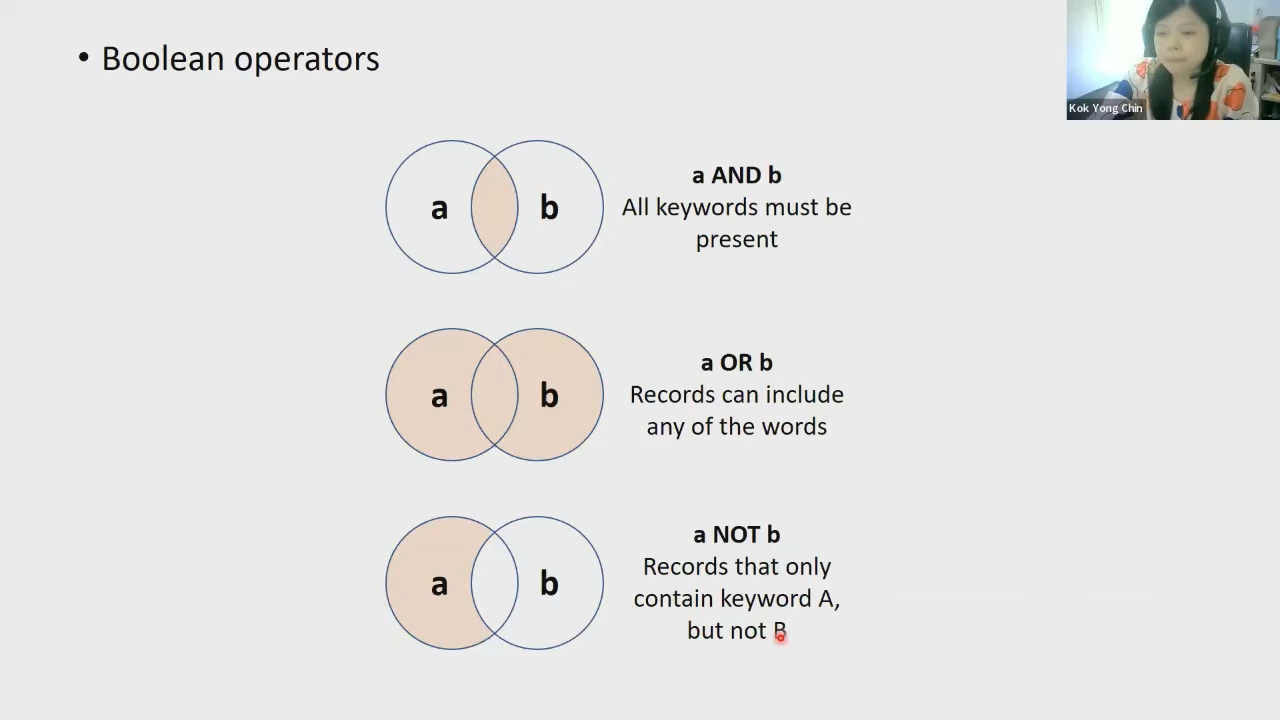 • Boolean operators
Kok Yong Chin
a
b
a AND b
All keywords must be
present
a
b
a OR b
Records can include
any of the words
a
b
a NOT b
Records that only
contain keyword A,
but not B